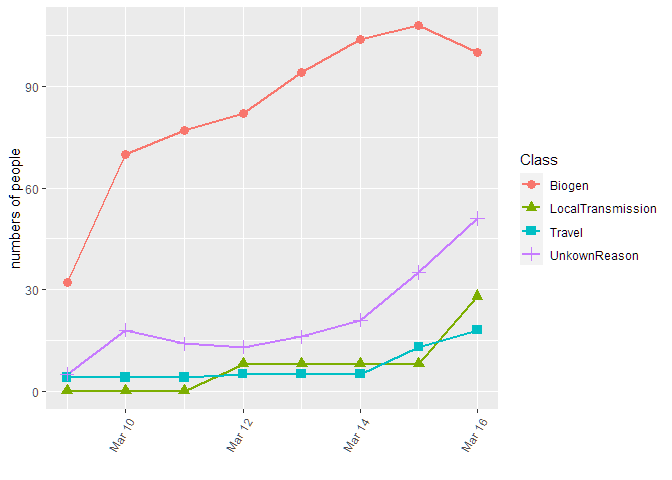 numbers of people
90
60
30
0
Mar 10
Mar 12
Mar 14
Mar 16
Class
Biogen
LocalTransmission
Travel
UnkownReason